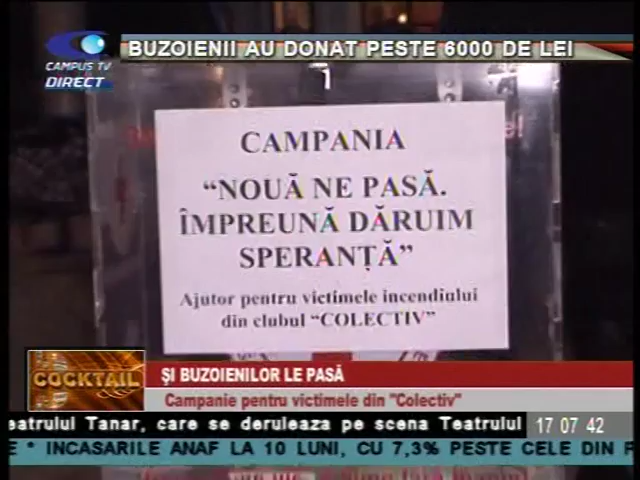 BUZOIENII AU DONAT PESTE 6000 DE LEI
CAMPUS TV
DIRECT
CAMPANIA
“NOUĂ NE PASĂ.
ÎMPREUNĂ DĂRUIM
SPERANȚĂ”
Ajutor pentru victimele incendiului
din clubul “COLECTIV”
COCKTAIL
ŞI BUZOIENILOR LE PASĂ
Campanie pentru victimele din "Colectiv"
eatrului Tanar, care se deruleaza pe scena Teatrului
17 07 42
E * INCASARILE ANAF LA 10 LUNI, CU 7,3% PESTE CELE DIN